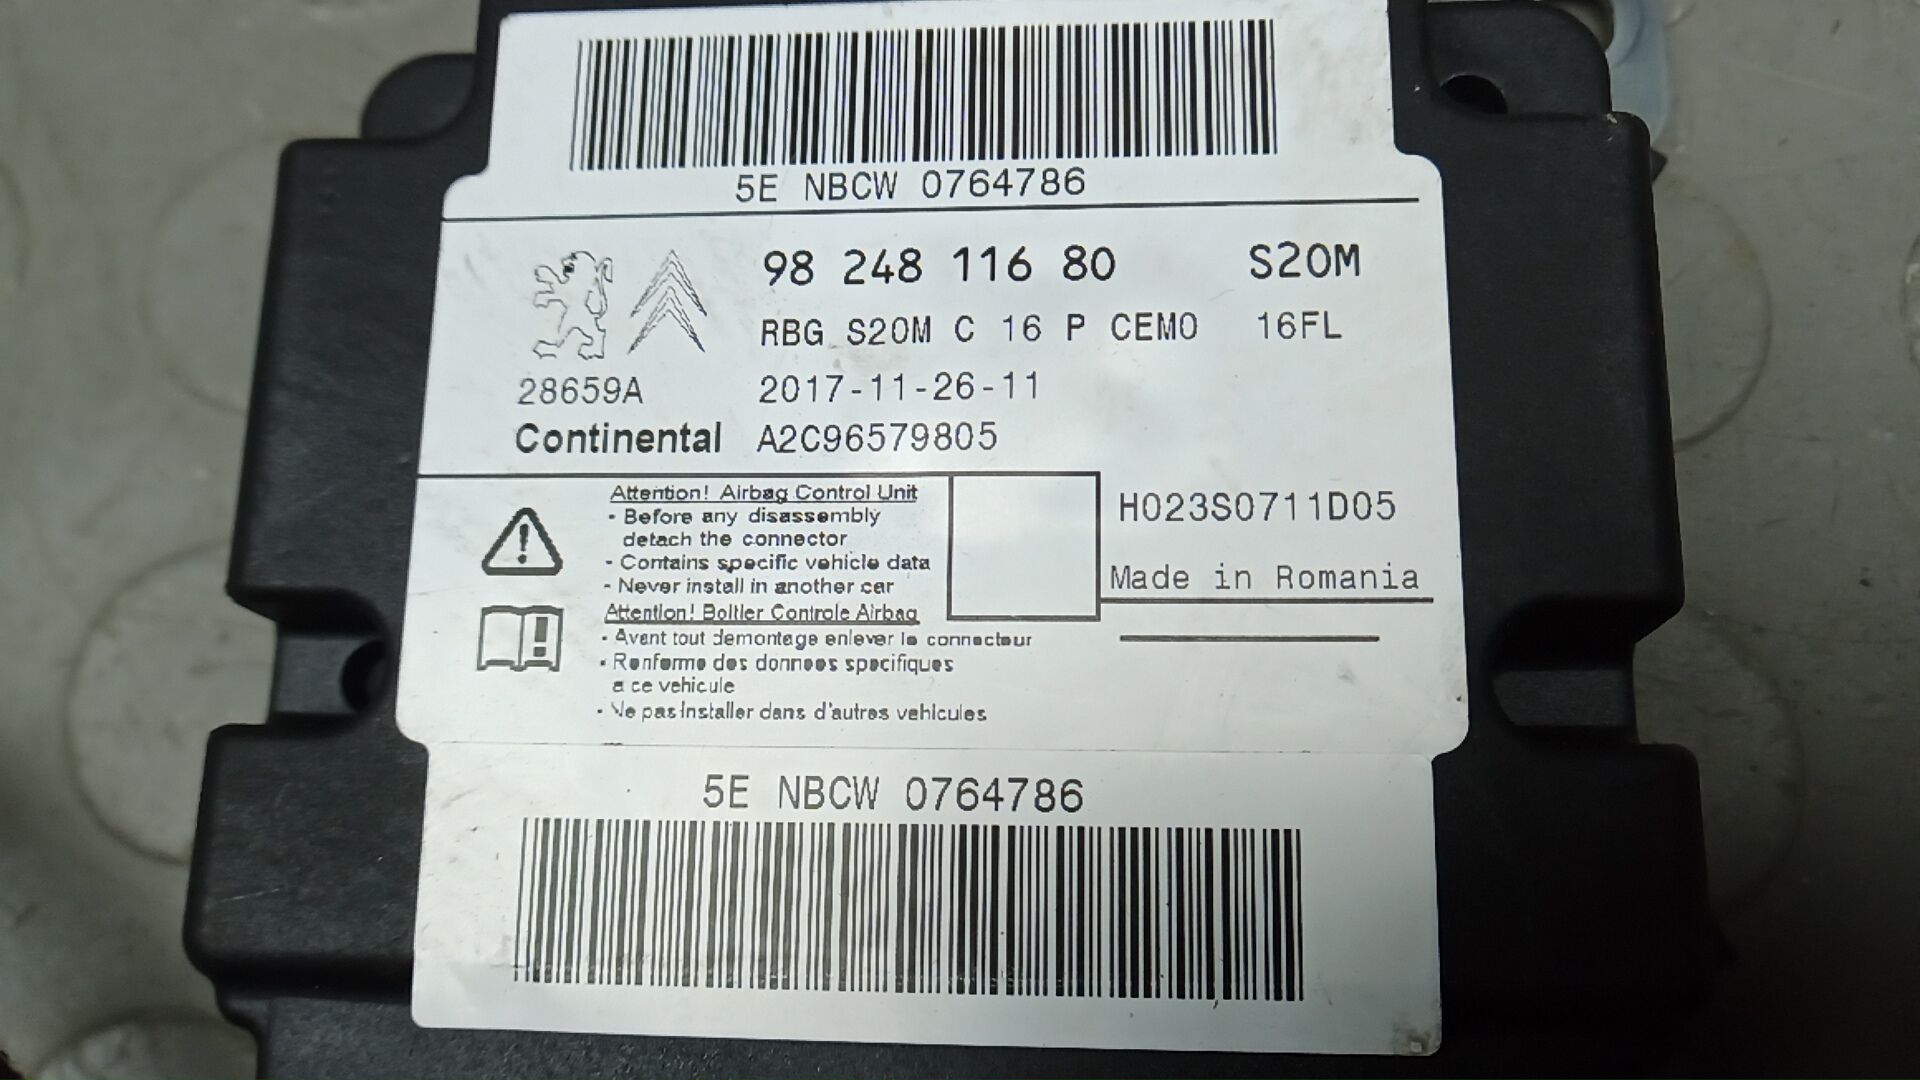 5E NBCW 0764786
98 248 116 80 S20M
RBG S20M C 16 P CEM0 16FL
28659A 2017-11-26-11
Continental A2C96579805
Attention! Airbag Control Unit
- Before any disassembly
detach the connector
- Contains specific vehicle data
- Never install in another car
H023S0711D05
Made in Romania
Attention! Boitier Controle Airbag
- Avant tout demontage enlever le connecteur
- Renferme des donnees specifiques
a ce vehicule
- Ne pas installer dans d'autres vehicules
5E NBCW 0764786